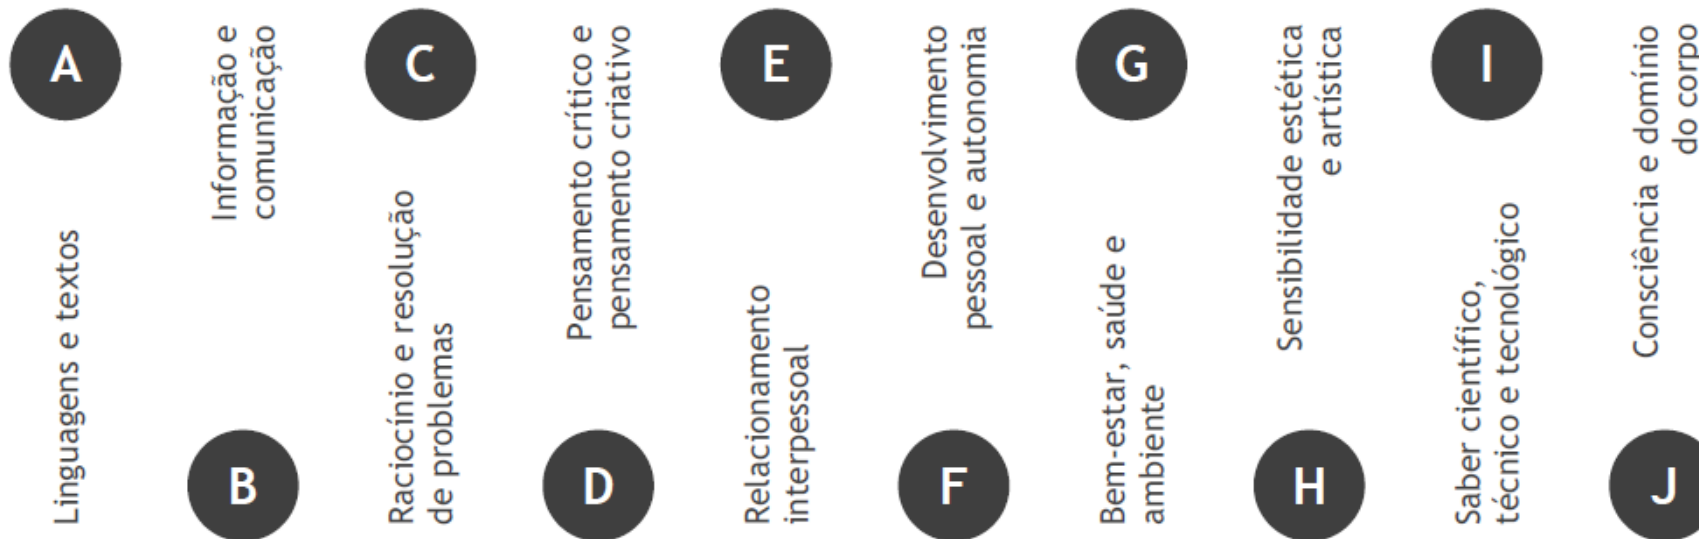 A
Linguagens e textos
B
Informação e
comunicação
C
Raciocínio e resolução
de problemas
D
Pensamento crítico e
pensamento criativo
E
Relacionamento
interpessoal
F
Desenvolvimento
pessoal e autonomia
G
Bem-estar, saúde e
ambiente
H
Sensibilidade estética
e artística
I
Saber científico,
técnico e tecnológico
J
Consciência e domínio
do corpo